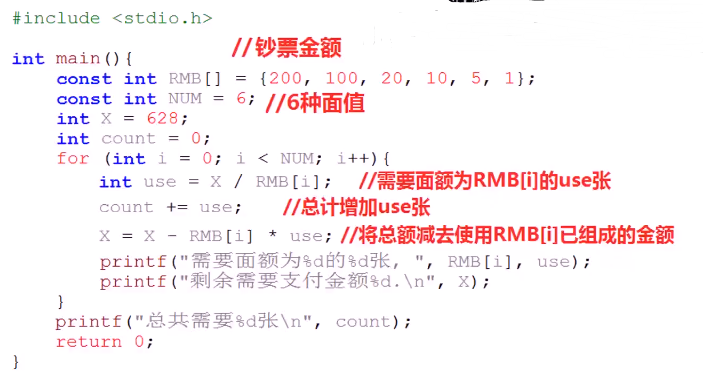 #include <stdio.h>
//钞票金额
int main(){
const int RMB[] = {200, 100, 20, 10, 5, 1};
const int NUM = 6; //6种面值
int X = 628;
int count = 0;
for (int i = 0; i < NUM; i++){
int use = X / RMB[i]; //需要面额为RMB[i]的use张
count += use; //总计增加use张
X = X - RMB[i] * use; //将总额减去使用RMB[i]已组成的金额
printf("需要面额为%d的%d张, ", RMB[i], use);
printf("剩余需要支付金额%d.\n", X);
}
printf("总共需要%d张\n", count);
return 0;
}